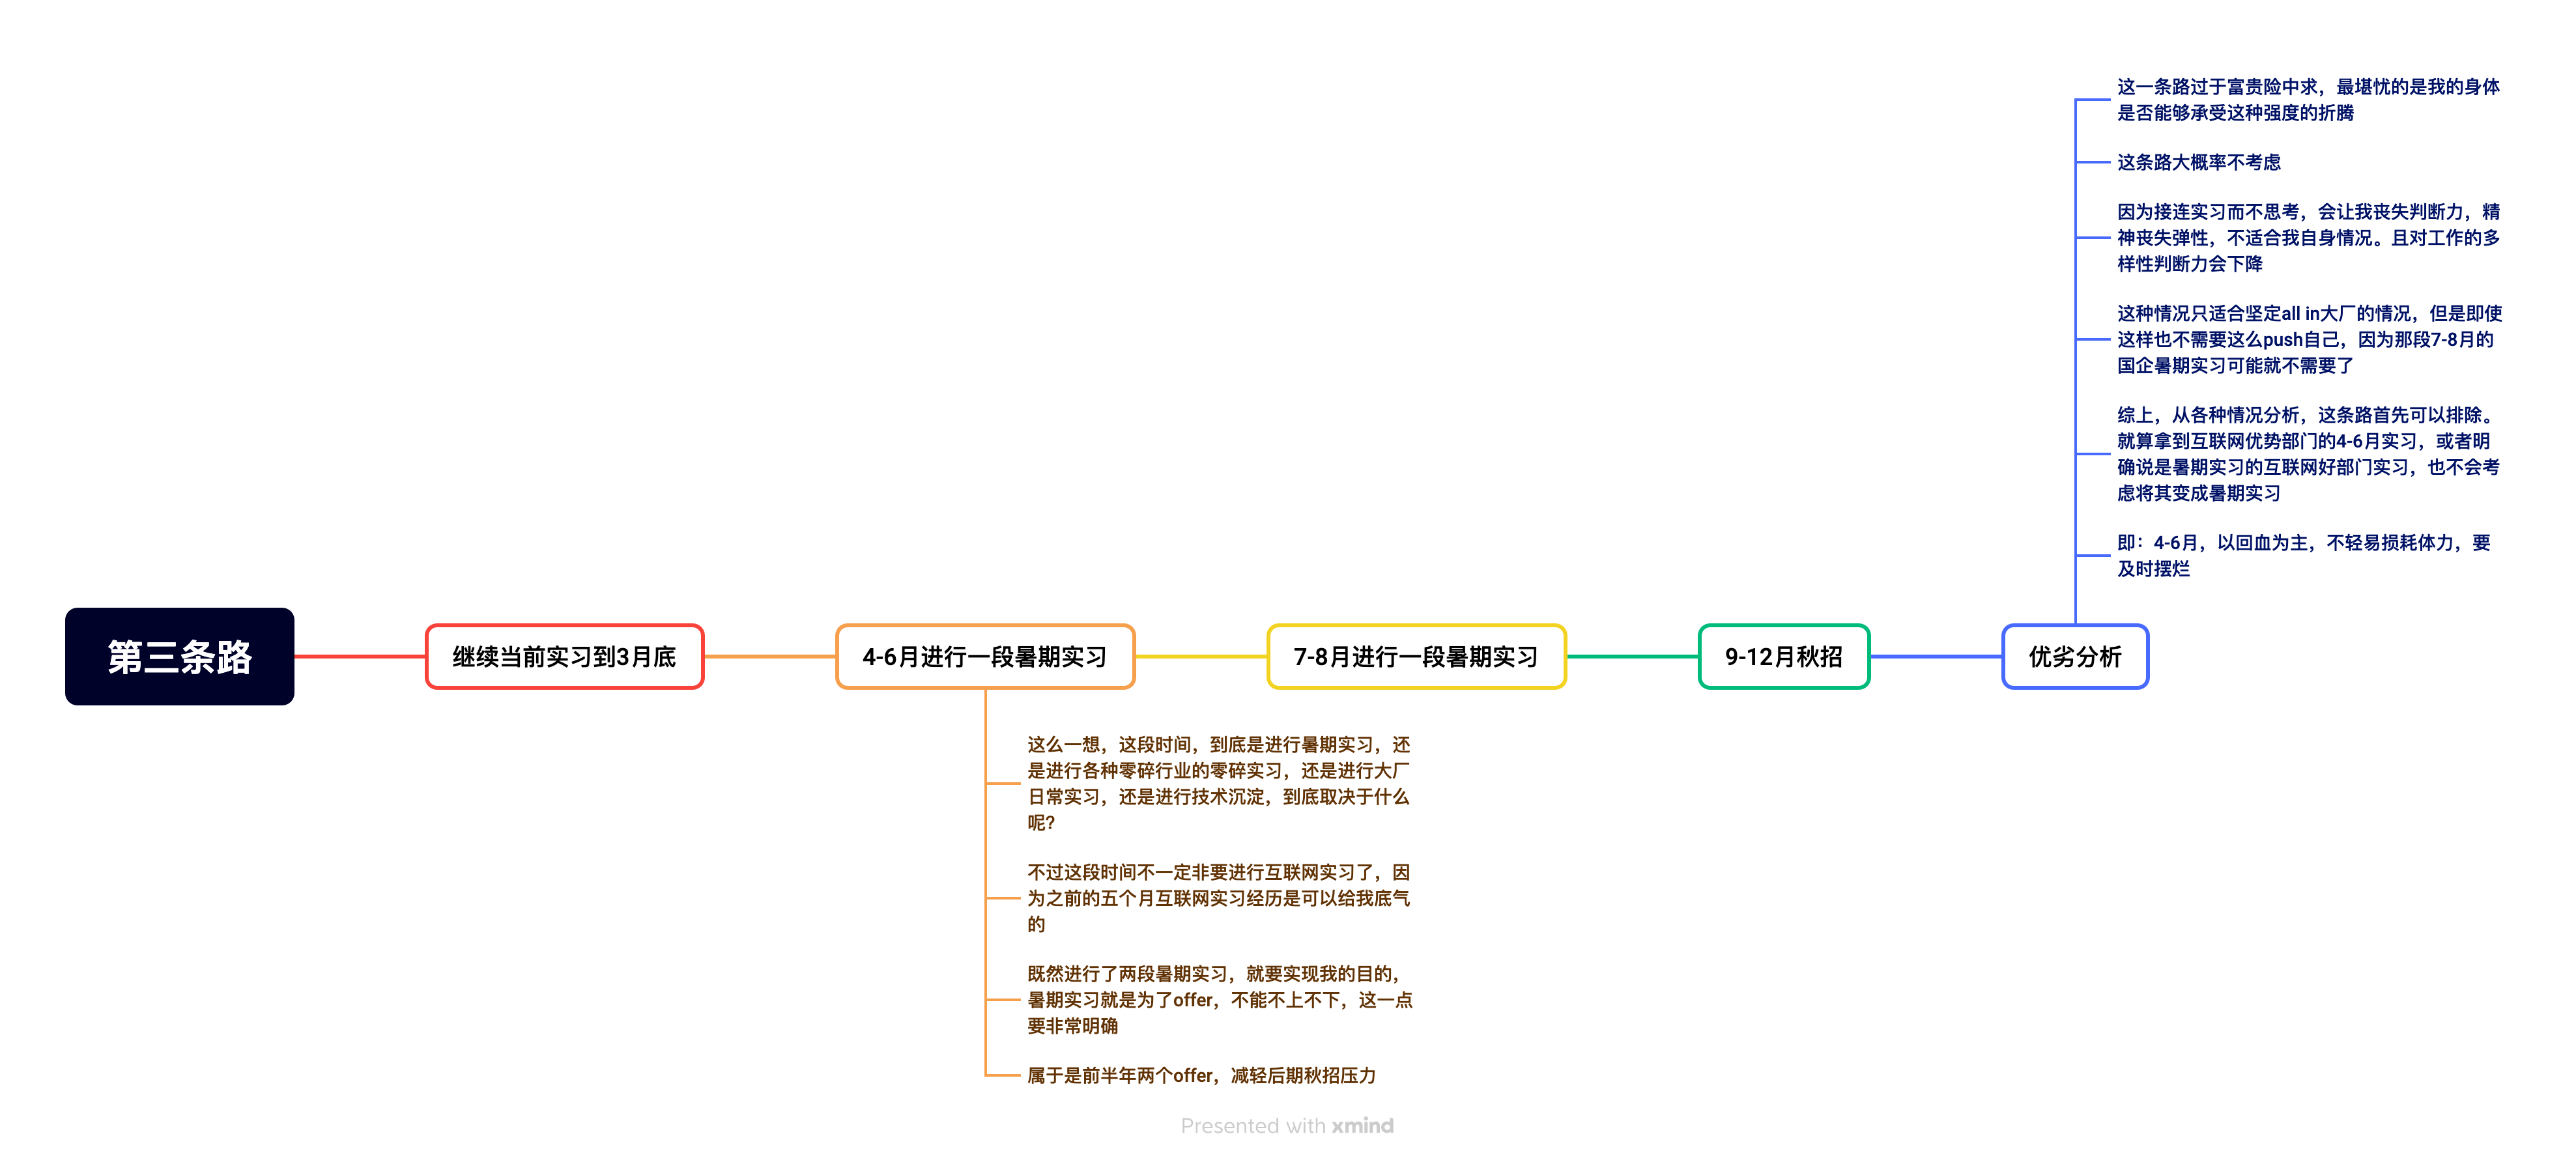 第三条路
继续当前实习到3月底
4-6月进行一段暑期实习
这么一想，这段时间，到底是进行暑期实习，还
是进行各种零碎行业的零碎实习，还是进行大厂
日常实习，还是进行技术沉淀，到底取决于什么
呢？
不过这段时间不一定非要进行互联网实习了，因
为之前的五个月互联网实习经历是可以给我底气
的
既然进行了两段暑期实习，就要实现我的目的，
暑期实习就是为了offer，不能不上不下，这一点
要非常明确
属于是前半年两个offer，减轻后期秋招压力
7-8月进行一段暑期实习
9-12月秋招
优劣分析
这一条路过于富贵险中求，最堪忧的是我的身体
是否能够承受这种强度的折腾
这条路大概率不考虑
因为接连实习而不思考，会让我丧失判断力，精
神丧失弹性，不适合我自身情况。且对工作的多
样性判断力会下降
这种情况只适合坚定all in大厂的情况，但是即使
这样也不需要这么push自己，因为那段7-8月的
国企暑期实习可能就不需要了
综上，从各种情况分析，这条路首先可以排除。
就算拿到互联网优势部门的4-6月实习，或者明
确说是暑期实习的互联网好部门实习，也不会考
虑将其变成暑期实习
即：4-6月，以回血为主，不轻易损耗体力，要
及时摆烂
Presented with xmind